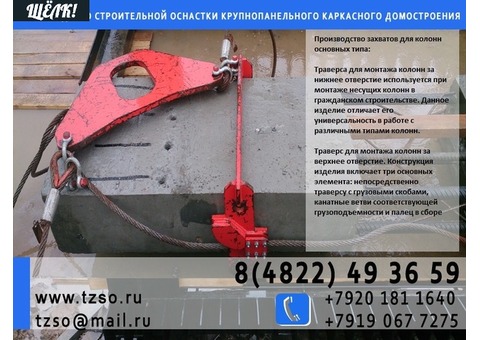 ЩЁЛК!
О СТРОИТЕЛЬНОЙ ОСНАСТКИ КРУПНОПАНЕЛЬНОГО КАРКАСНОГО ДОМОСТРОЕНИЯ
Производство захватов для колонн
основных типа:
Траверса для монтажа колонн за
нижнее отверстие используется при
монтаже несущих колонн в
гражданском строительстве. Данное
изделие отличает его
универсальность в работе с
различными типами колонн.
Траверс для монтажа колонн за
верхнее отверстие. Конструкция
изделия включает три основных
элемента: непосредственно
траверсу с грузовыми скобами,
канатные ветви соответствующей
грузоподъемности и палец в сборе
8(4822) 49 36 59
www.tzso.ru
tzso@mail.ru
+7920 181 1640
+7919 067 7275